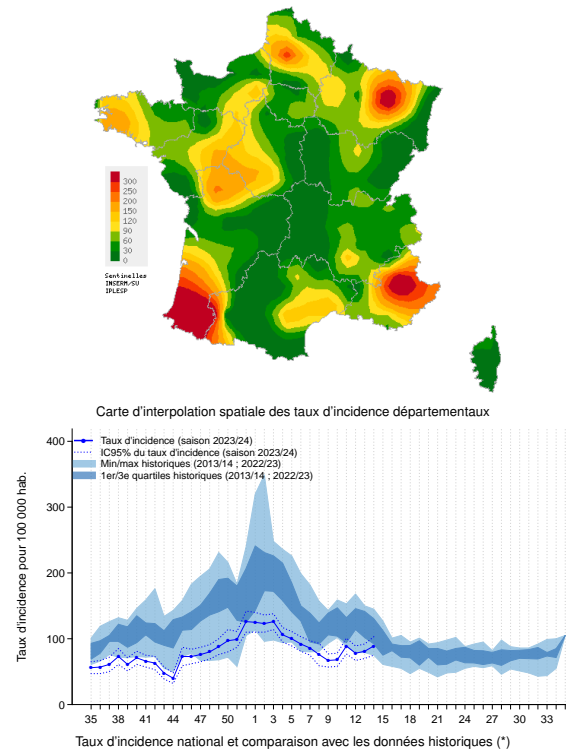 300
250
200
150
120
90
60
30
0
Sentinelles
INSERM/SU
IPLESP
Carte d'interpolation spatiale des taux d'incidence départementaux
Taux d'incidence pour 100 000 hab.
400
300
200
100
0
Taux d'incidence (saison 2023/24)
IC95% du taux d'incidence (saison 2023/24)
Min/max historiques (2013/14 ; 2022/23)
1er/3e quartiles historiques (2013/14 ; 2022/23)
35 38 41 44 47 50 1 3 5 7 9 12 15 18 21 24 27 30 33
Taux d'incidence national et comparaison avec les données historiques (*)